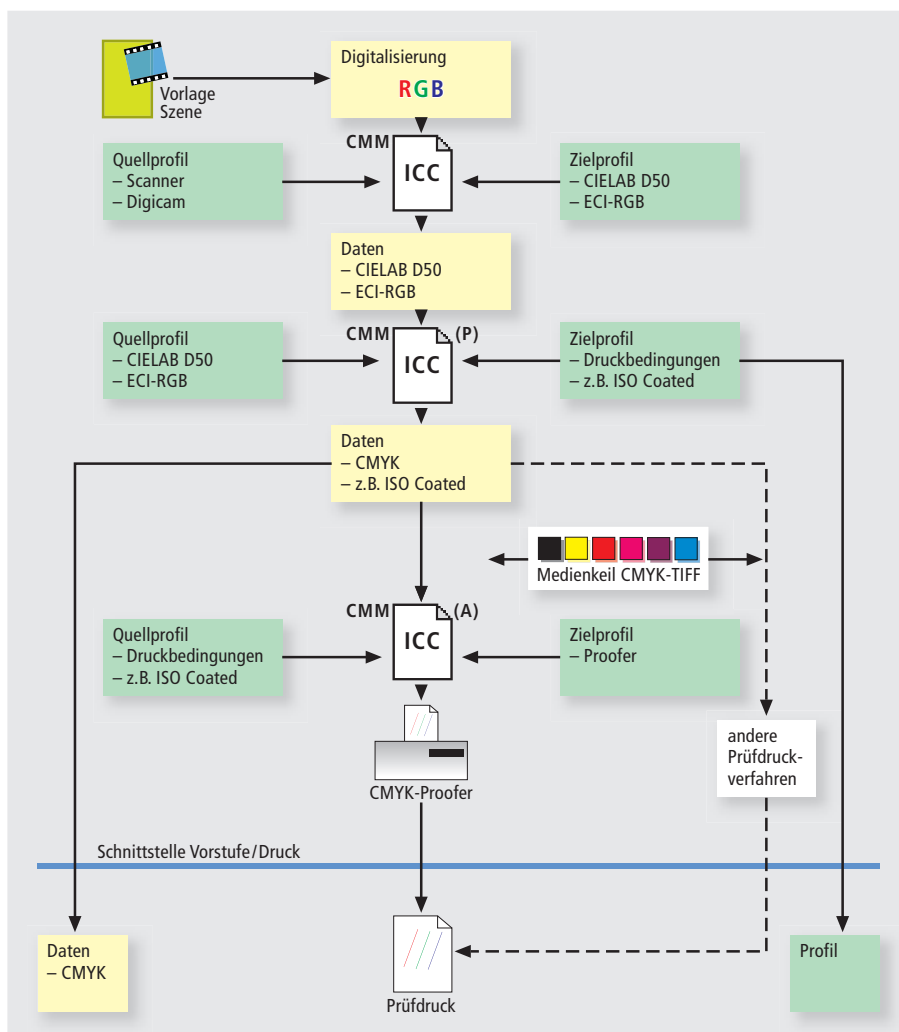 Vorlage
Szene
Digitalisierung
RGB
CMM
ICC
Quellprofil
– Scanner
– Digicam
Zielprofil
– CIELAB D50
– ECI-RGB
Daten
– CIELAB D50
– ECI-RGB
CMM
(P)
ICC
Quellprofil
– CIELAB D50
– ECI-RGB
Zielprofil
– Druckbedingungen
– z.B. ISO Coated
Daten
– CMYK
– z.B. ISO Coated
Medienkeil CMYK-TIFF
CMM
(A)
ICC
Quellprofil
– Druckbedingungen
– z.B. ISO Coated
Zielprofil
– Proofer
CMYK-Proofer
andere
Prüfdruck-
verfahren
Schnittstelle Vorstufe/Druck
Daten
– CMYK
Prüfdruck
Profil